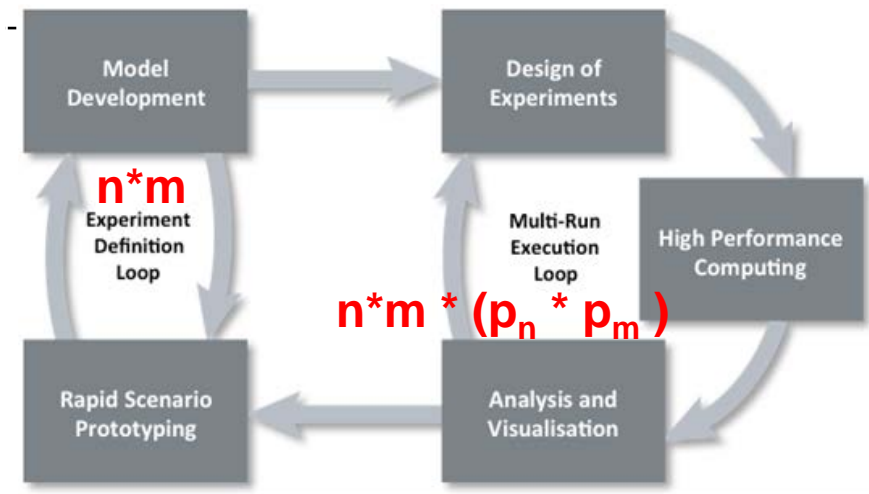 -
Model
Development
Design of
Experiments
n*m
Experiment
Definition
Loop
Multi-Run
Execution
Loop
High Performance
Computing
n*m * (pₙ * pₘ )
Rapid Scenario
Prototyping
Analysis and
Visualisation